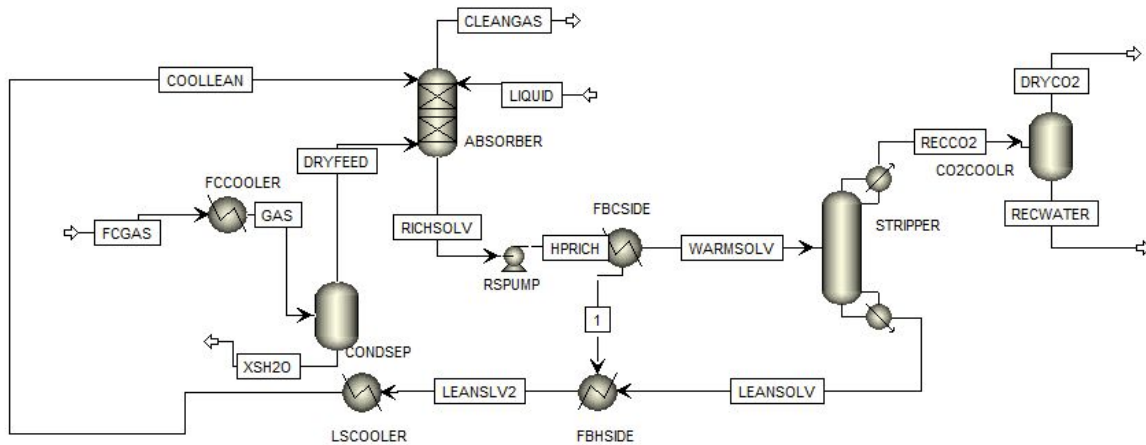 CLEANGAS
DRYCO2
COOLLEAN
LIQUID
ABSORBER
RECCO2
CO2COOLR
DRYFEED
FCCOOLER
GAS
FCGAS
RICHSOLV
RSPUMP
HPRICH
FBCSIDE
WARMSOLV
STRIPPER
RECWATER
1
CONDSEP
XSH2O
LSCOOLER
LEANSLV2
FBHSIDE
LEANSOLV